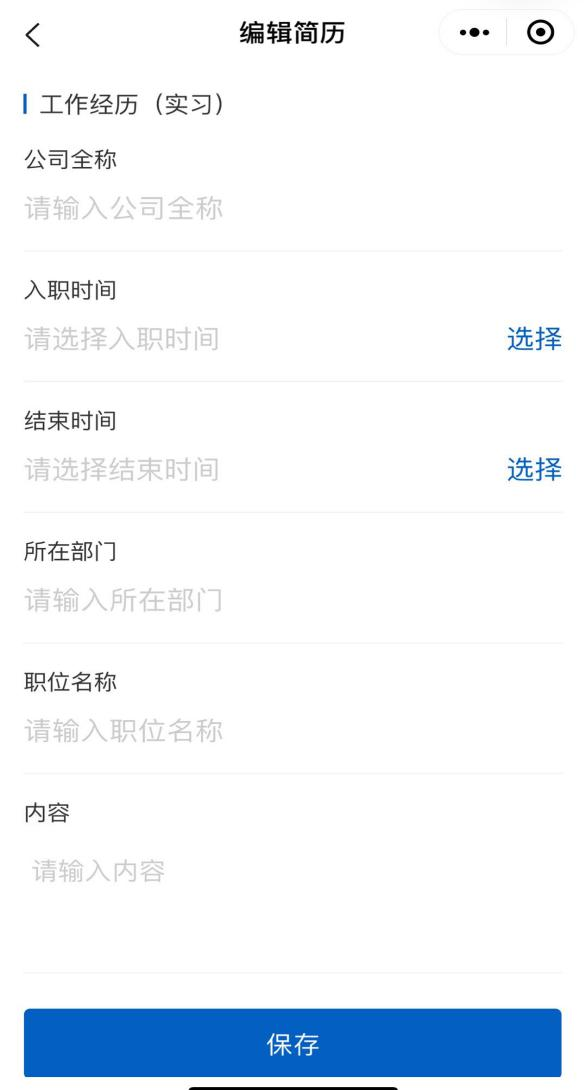 编辑简历
工作经历（实习）
公司全称
请输入公司全称
入职时间
请选择入职时间 选择
结束时间
请选择结束时间 选择
所在部门
请输入所在部门
职位名称
请输入职位名称
内容
请输入内容
保存